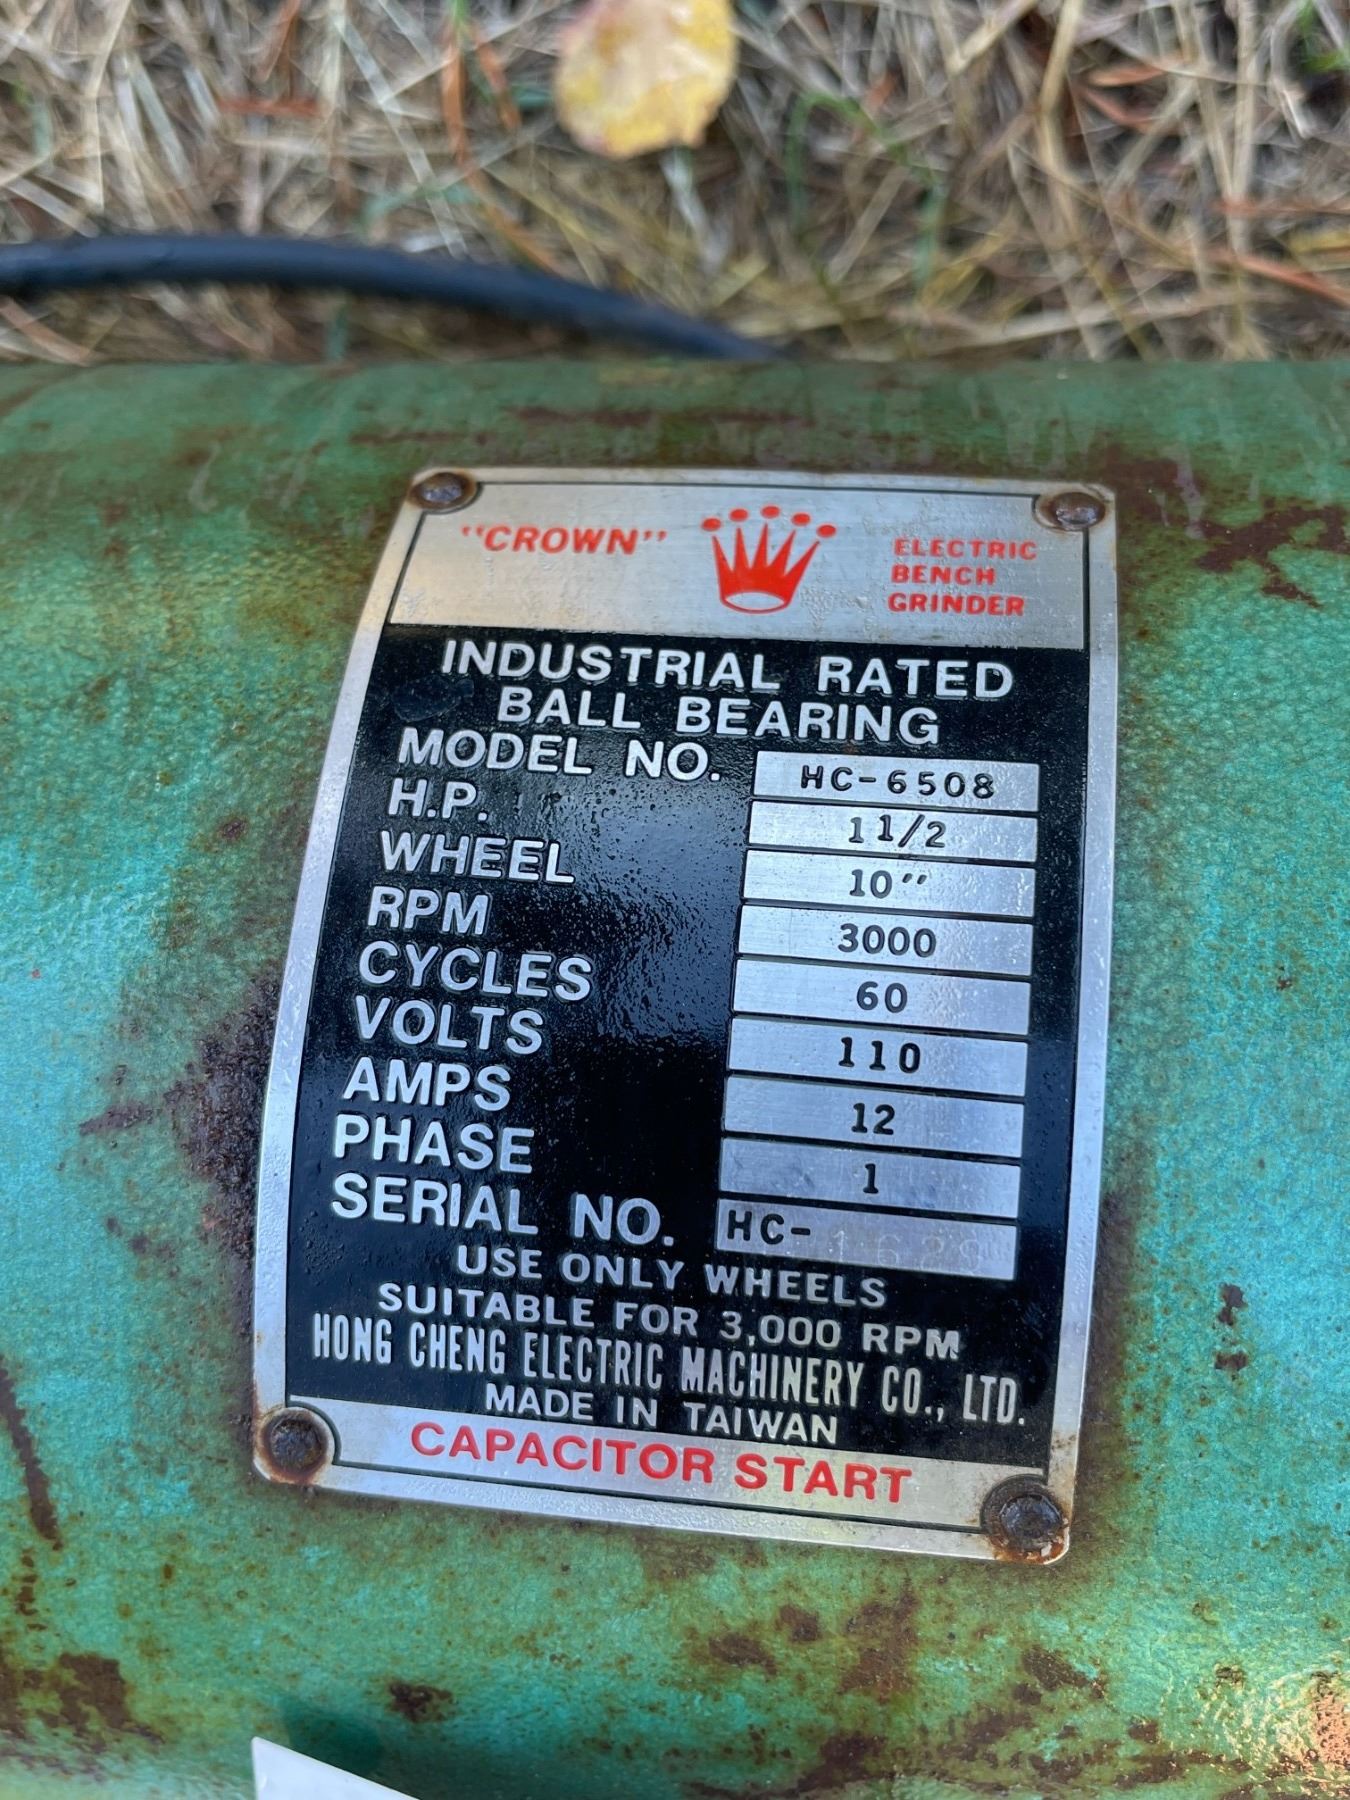 "CROWN"
ELECTRIC
BENCH
GRINDER
INDUSTRIAL RATED
BALL BEARING
MODEL NO. HC-6508
H.P. 1 1/2
WHEEL 10"
RPM 3000
CYCLES 60
VOLTS 110
AMPS 12
PHASE 1
SERIAL NO. HC-
USE ONLY WHEELS
SUITABLE FOR 3,000 RPM
HONG CHENG ELECTRIC MACHINERY CO., LTD.
MADE IN TAIWAN
CAPACITOR START